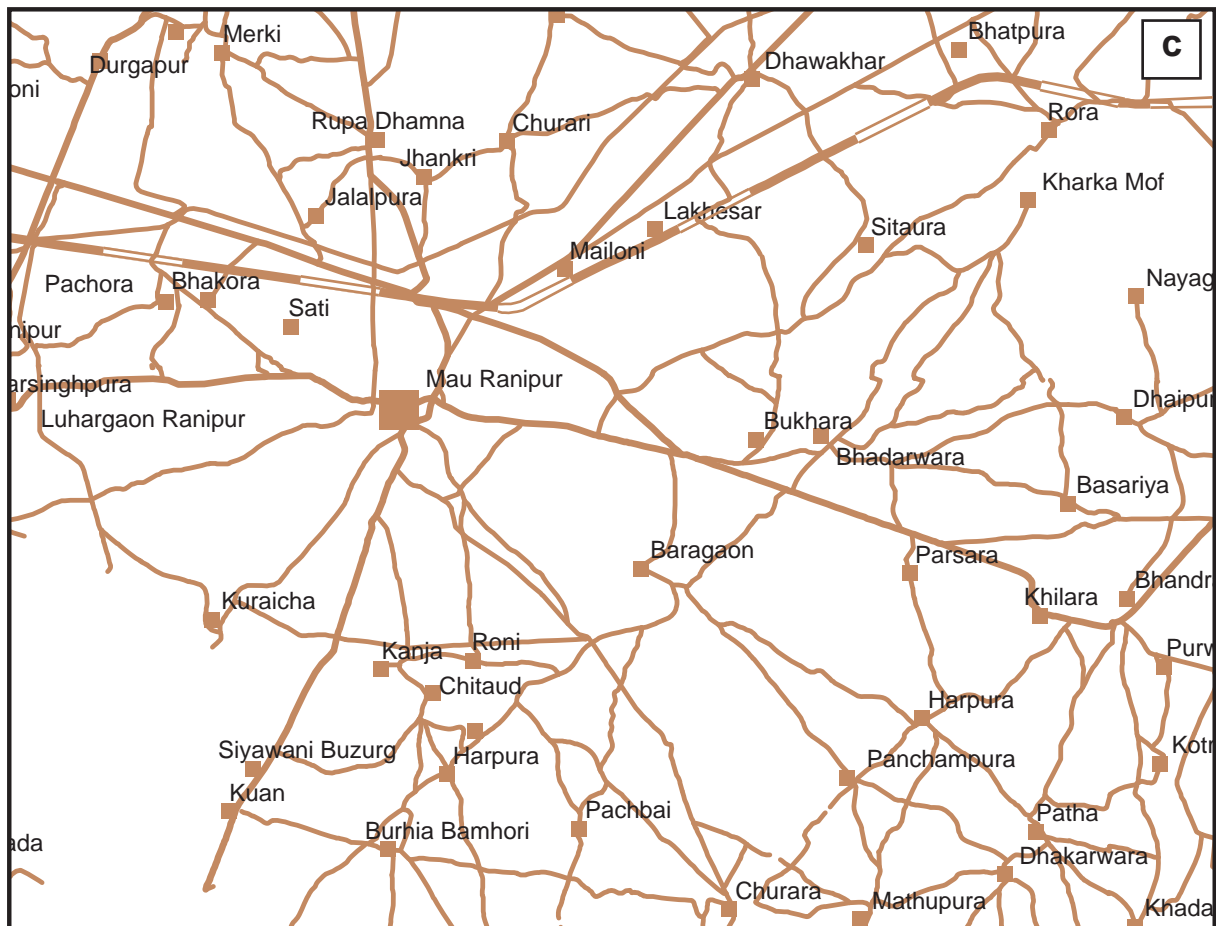 Merki
Bhatpura
c
Durgapur
Dhawakhar
oni
Rupa Dhamna
Churari
Rora
Jhankri
Kharka Mof
Jalalpura
Lakhesar
Sitaura
Mailoni
Pachora
Bhakora
Nayag
Sati
nipur
Mau Ranipur
arsinghpura
Luhargaon Ranipur
Dhaipur
Bukhara
Bhadarwara
Basariya
Baragaon
Parsara
Kuraicha
Khilara
Bhandr
Kanja
Roni
Purw
Chitaud
Harpura
Siyawani Buzurg
Harpura
Panchampura
Kotr
Kuan
Pachbai
Patha
Burhia Bamhori
ada
Dhakarwara
Churara
Mathupura
Khada